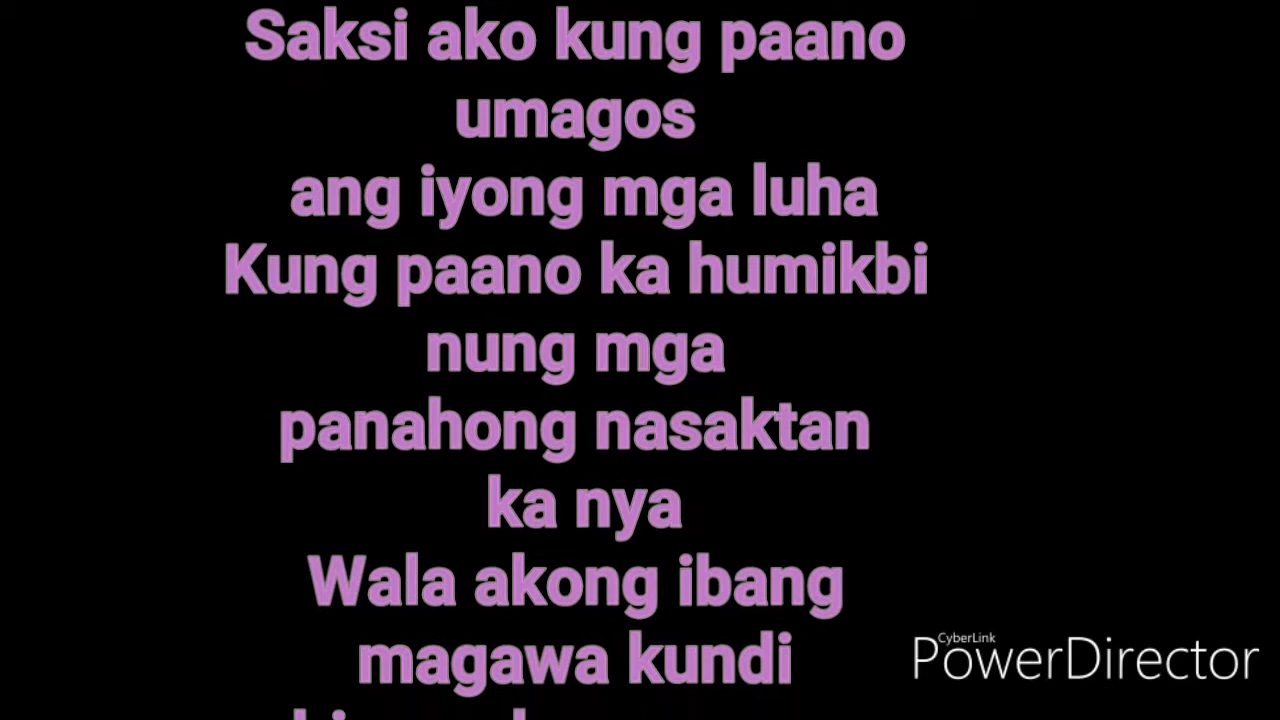 Saksi ako kung paano
umagos
ang iyong mga luha
Kung paano ka humikbi
nung mga
panahong nasaktan
ka nya
Wala akong ibang
magawa kundi
CyberLink
PowerDirector